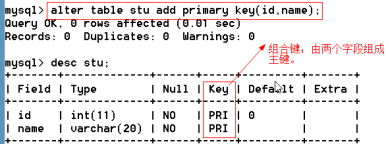 mysql> alter table stu add primary key(id,name);
Query OK, 0 rows affected (0.01 sec)
Records: 0  Duplicates: 0  Warnings: 0
组合键：由两个字段组成
主键。
mysql> desc stu;
+-------+-------------+------+-----+---------+-------+
| Field | Type        | Null | Key | Default | Extra |
+-------+-------------+------+-----+---------+-------+
| id    | int(11)     | NO   | PRI | 0       |       |
| name  | varchar(20) | NO   | PRI |         |       |
+-------+-------------+------+-----+---------+-------+